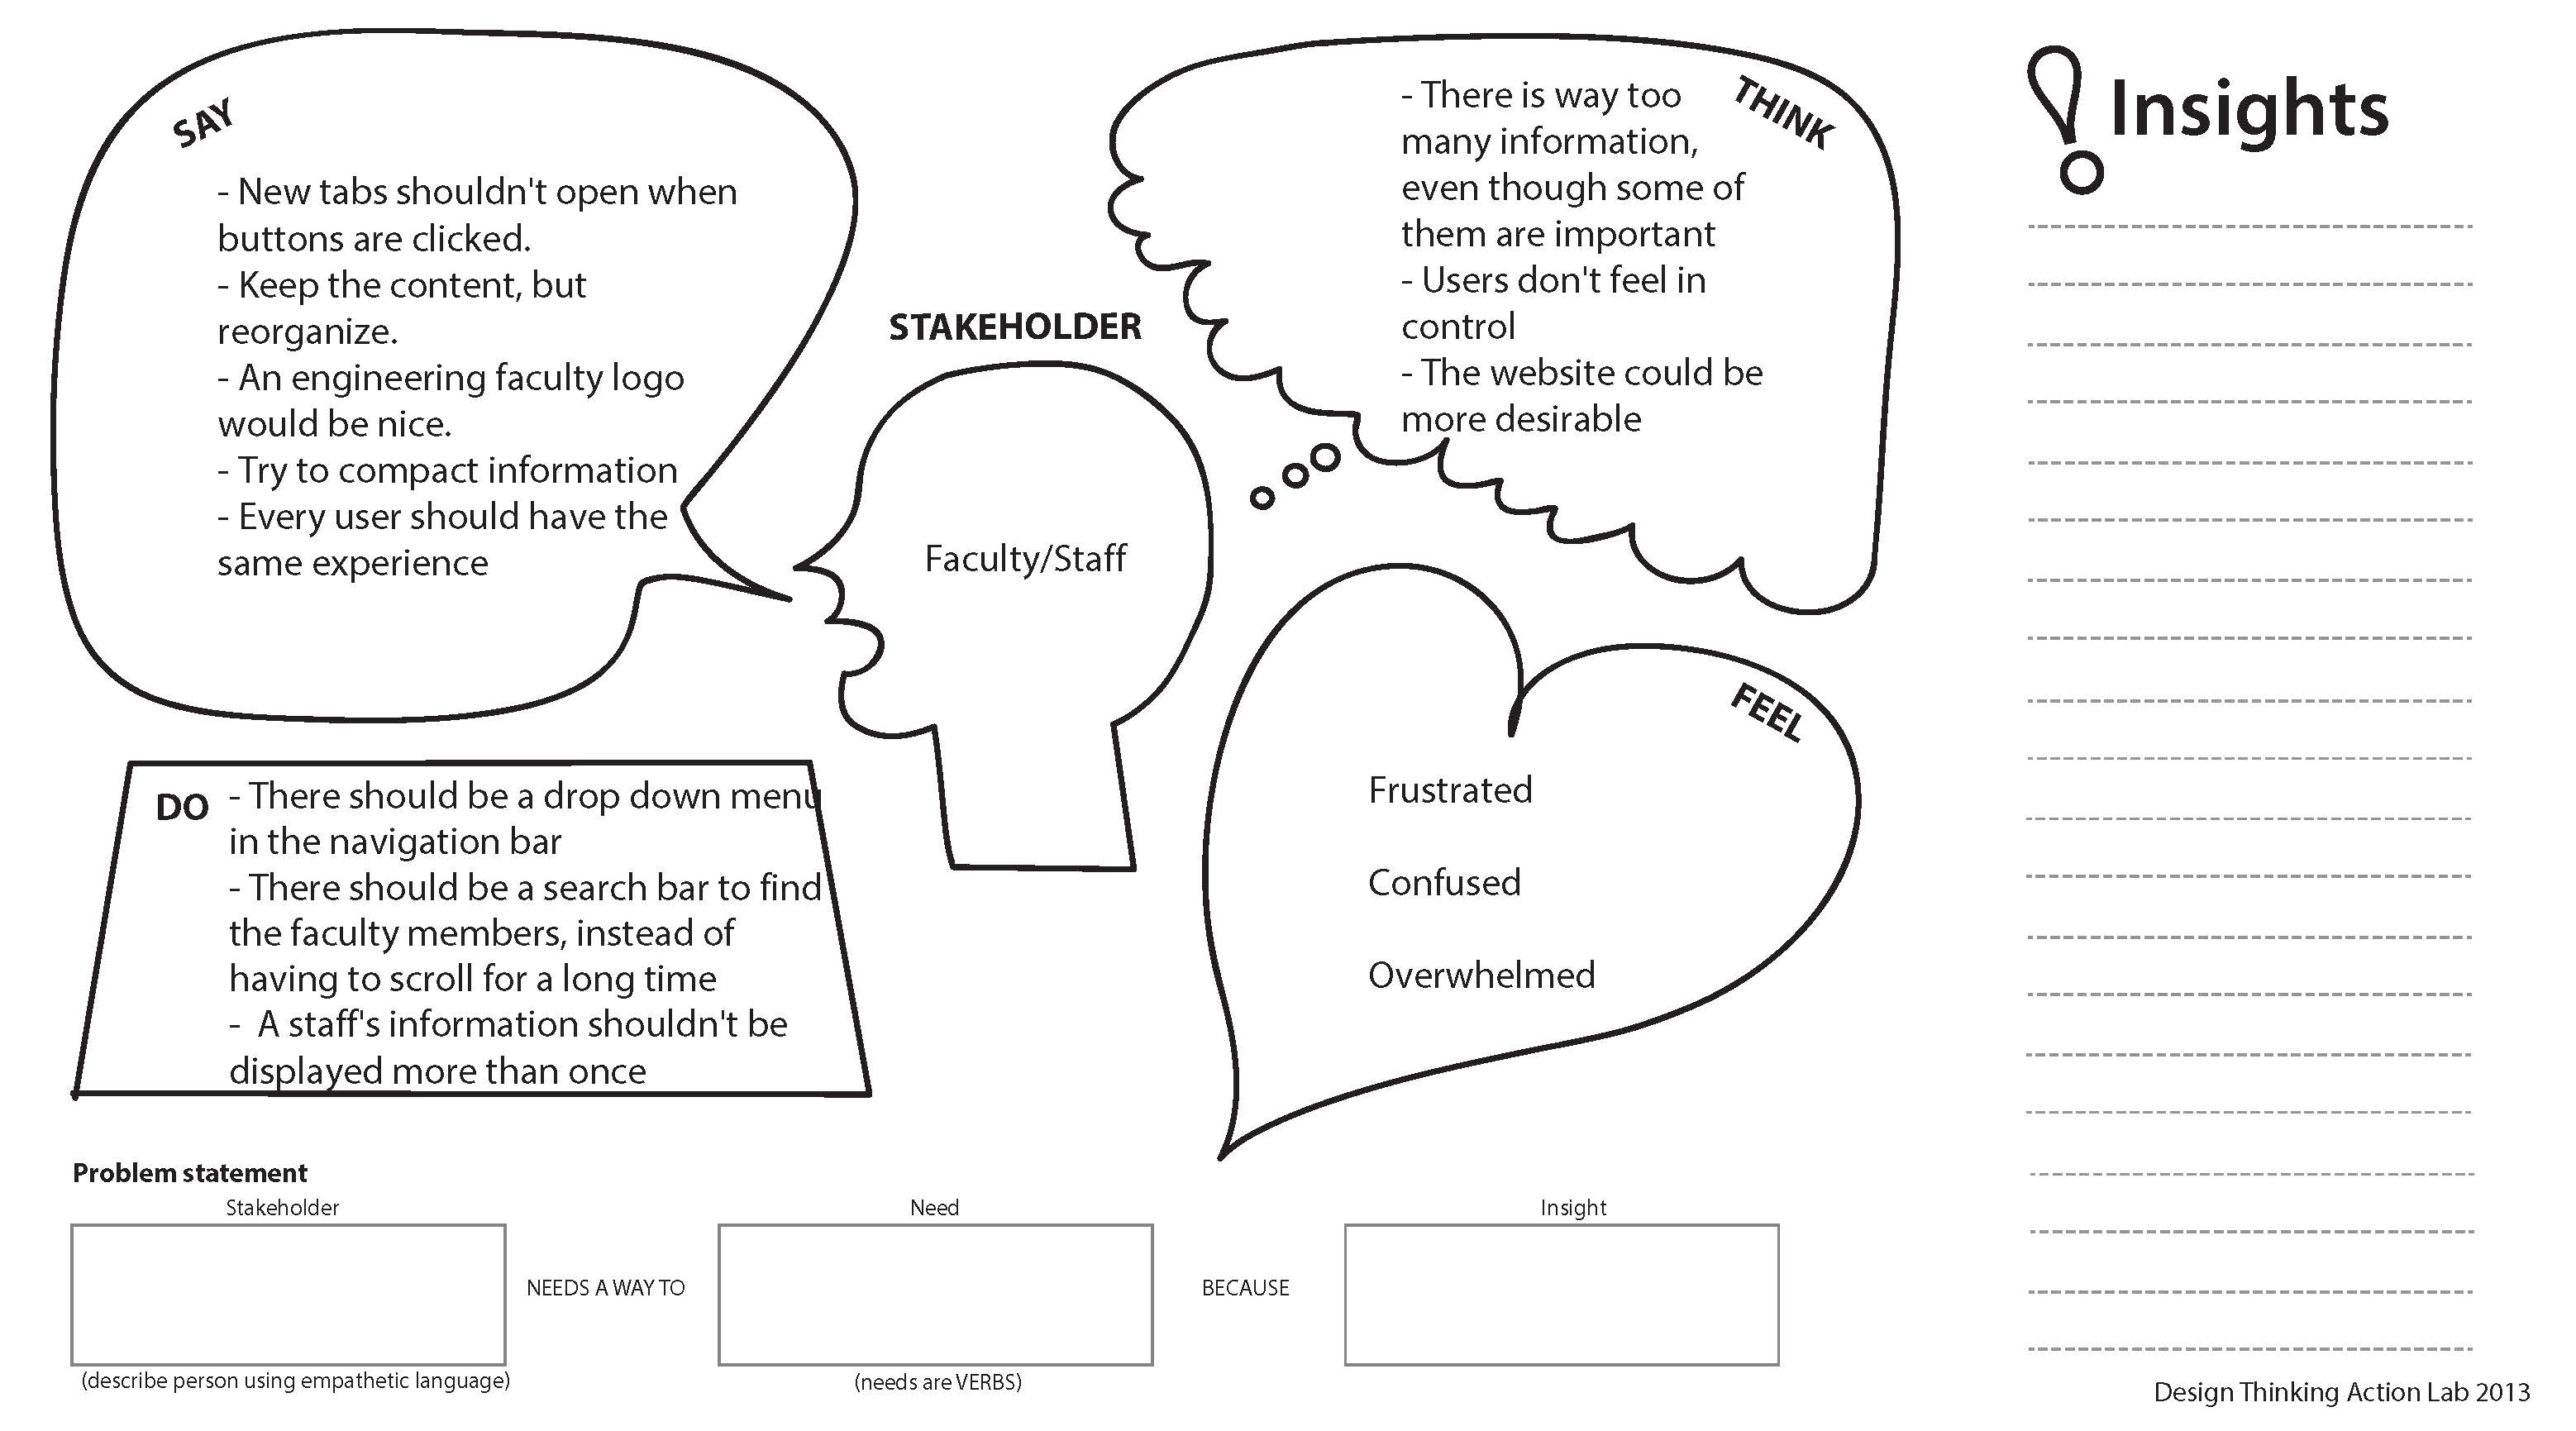 SAY
- New tabs shouldn't open when
buttons are clicked.
- Keep the content, but
reorganize.
- An engineering faculty logo
would be nice.
- Try to compact information
- Every user should have the
same experience
STAKEHOLDER
Faculty/Staff
THINK
- There is way too
many information,
even though some of
them are important
- Users don't feel in
control
- The website could be
more desirable
Insights
DO
- There should be a drop down menu
in the navigation bar
- There should be a search bar to find
the faculty members, instead of
having to scroll for a long time
-  A staff's information shouldn't be
displayed more than once
FEEL
Frustrated
Confused
Overwhelmed
Problem statement
Stakeholder
Need
Insight
NEEDS A WAY TO
BECAUSE
(describe person using empathetic language)
(needs are VERBS)
Design Thinking Action Lab 2013